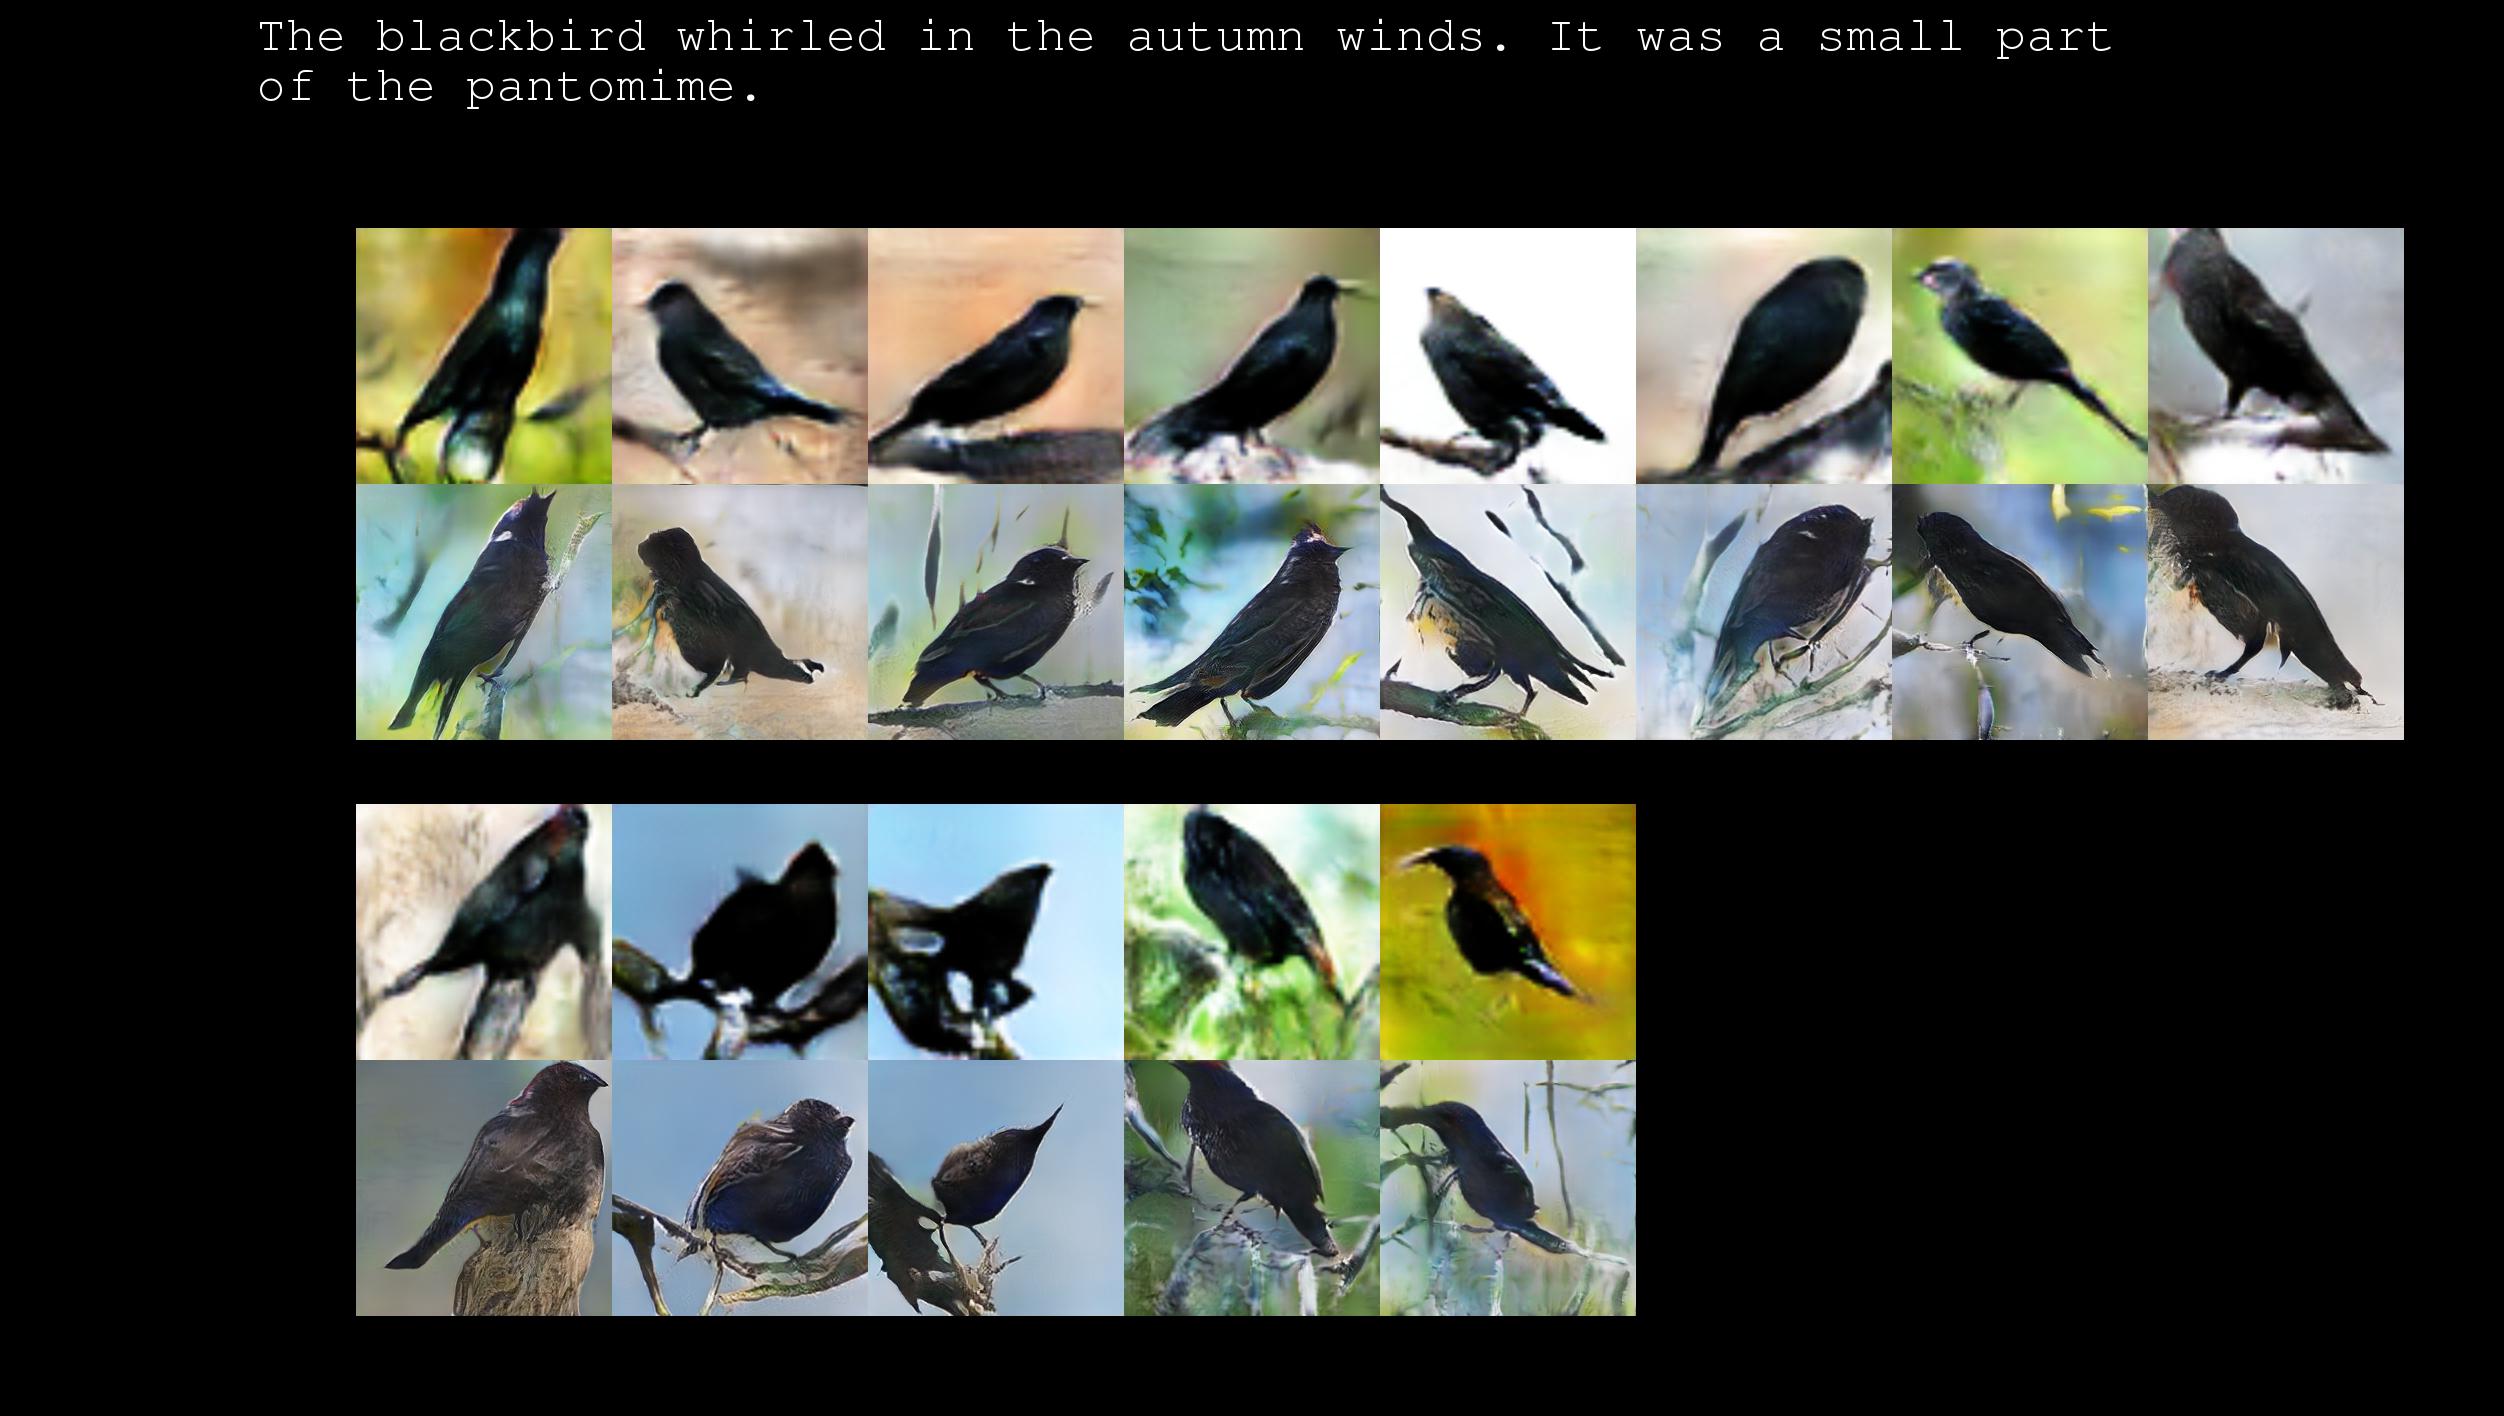 The blackbird whirled in the autumn winds. It was a small part
of the pantomime.